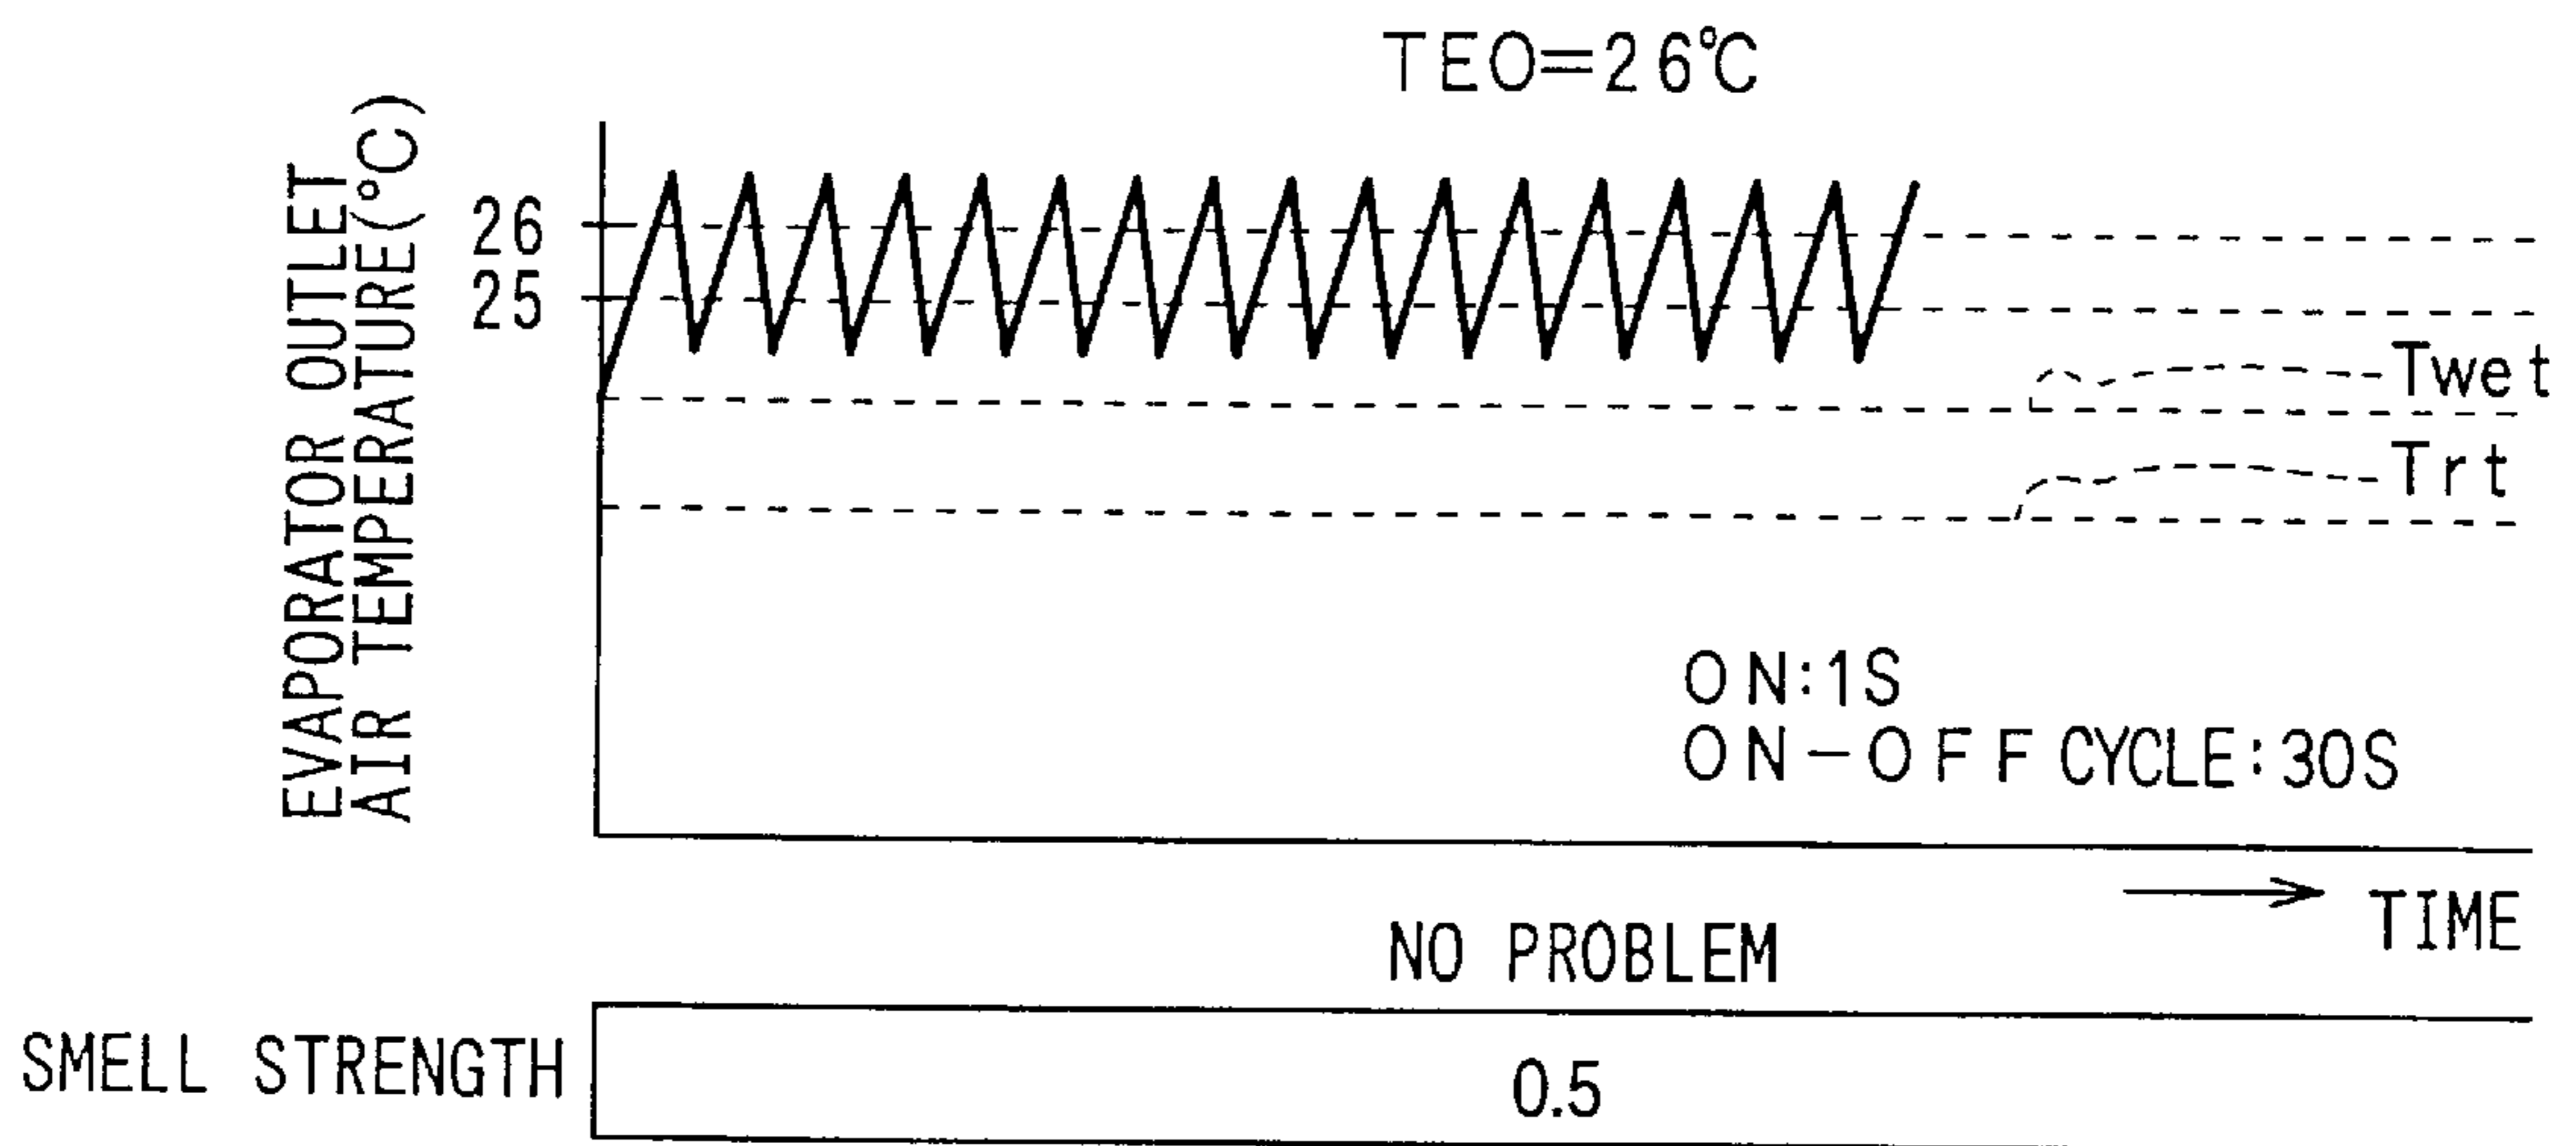 TEO=26℃
EVAPORATOR OUTLET
AIR TEMPERATURE(℃)
26
25
Twet
Trt
ON:1S
ON-OFF CYCLE:30S
TIME
NO PROBLEM
SMELL STRENGTH
0.5